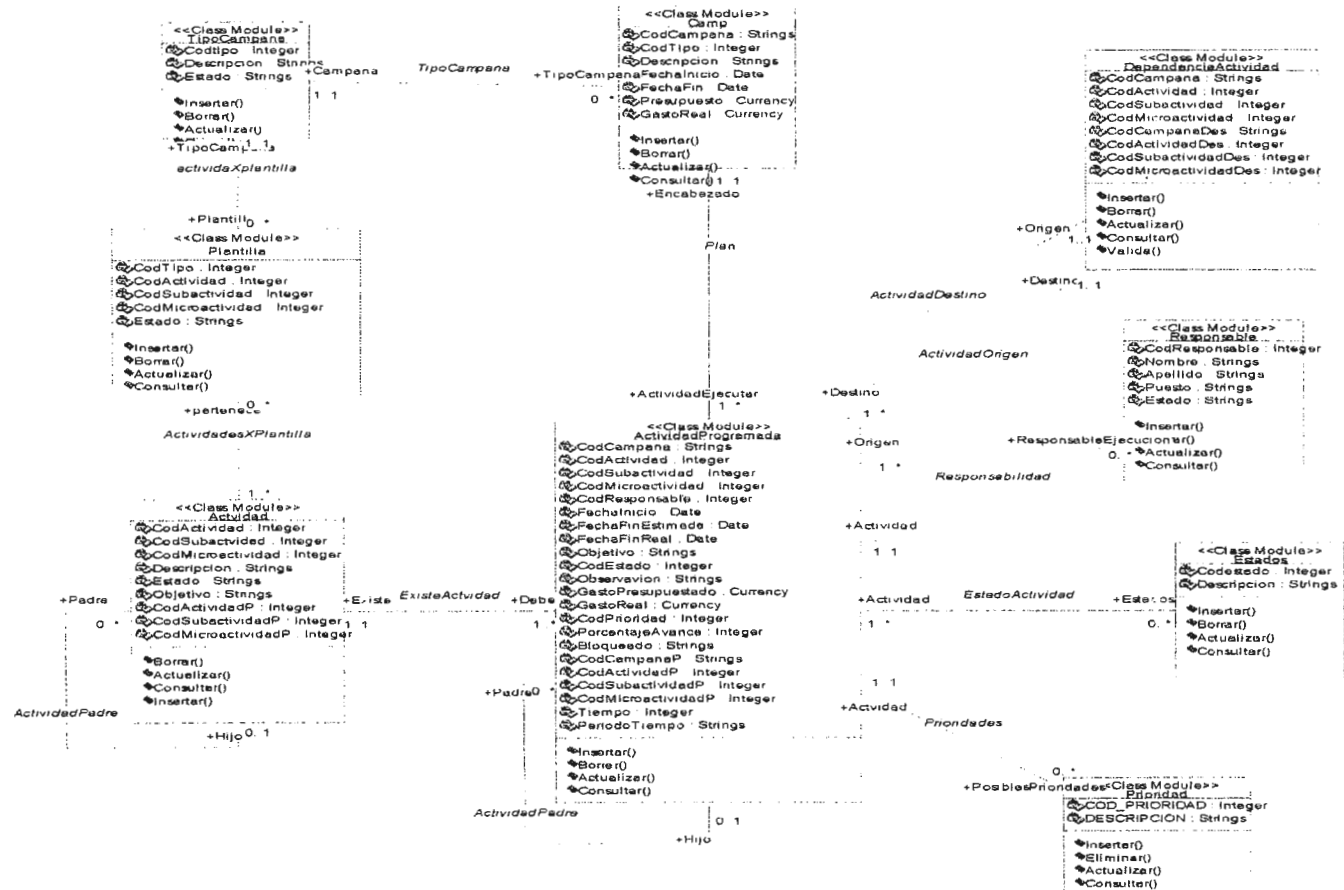 <<Class Module>>
TipoCampana
Codtipo Integer
Descripcion Strings
Estado Strings
Insertar()
Borrar()
Actualizar()
+Campana
1 1
TipoCampana
+TipoCampana
0 *
<<Class Module>>
Camp
CodCampana : Strings
CodTipo : Integer
Descripcion Strings
FechaInicio . Date
FechaFin Date
Presupuesto Currency
GastoReal Currency
Insertar()
Borrar()
Actualizar()
Consultar()
1 1
+Encabezado
Plan
+ActividadEjecutar
1 *
<<Class Module>>
DependenciaActividad
CodCampana : Strings
CodActividad : Integer
CodSubactividad Integer
CodMicroactividad Integer
CodCampanaDes Strings
CodActividadDes . Integer
CodSubactividadDes : Integer
CodMicroactividadDes : Integer
Insertar()
Borrar()
Actualizar()
Consultar()
Valida()
+Origen
1..1
+Destino
1. 1
ActividadDestino
ActividadOrigen
+TipoCampana
1. 1
actividaXplantilla
+Plantilla
0 *
<<Class Module>>
Plantilla
CodTipo . Integer
CodActividad . Integer
CodSubactividad Integer
CodMicroactividad Integer
Estado : Strings
Insertar()
Borrar()
Actualizar()
Consultar()
+pertenece
0..*
ActividadesXPlantilla
1..*
<<Class Module>>
Responsable
CodResponsable : Integer
Nombre . Strings
Apellido Strings
Puesto . Strings
Estado : Strings
Insertar()
Actualizar()
Consultar()
+ResponsableEjecucion
0. *
Responsabilidad
+Destino
1 *
+Origen
1 *
<<Class Module>>
Actvidad
CodActividad : Integer
CodSubactvidad . Integer
CodMicroactividad : Integer
Descripcion . Strings
Estado Strings
Objetivo : Strings
CodActividadP : Integer
CodSubactividadP : Integer
CodMicroactividadP . Integer
Borrar()
Actualizar()
Consultar()
Insertar()
+Padre
0 *
ActividadPadre
+Hijo
0. 1
+Existe
1 1
ExisteActvidad
+Debe
1 *
<<Class Module>>
ActividadProgramada
CodCampana : Strings
CodActividad . Integer
CodSubactividad Integer
CodMicroactividad Integer
CodResponsable . Integer
FechaInicio Date
FechaFinEstimada : Date
FechaFinReal . Date
Objetivo : Strings
CodEstado : Integer
Observavion : Strings
GastoPresupuestado . Currency
GastoReal : Currency
CodPrioridad : Integer
PorcentajeAvance : Integer
Bloqueado : Strings
CodCampanaP Strings
CodActividadP Integer
CodSubactividadP Integer
CodMicroactividadP : Integer
Tiempo : Integer
PeriodoTiempo : Strings
Insertar()
Borrar()
Actualizar()
Consultar()
+Padre
0 *
ActividadPadre
0 1
+Hijo
+Actividad
1 1
+Actividad
1 *
EstadoActividad
+Estados
0. *
<<Class Module>>
Estados
Codestado Integer
Descripcion : Strings
Insertar()
Borrar()
Actualizar()
Consultar()
1 1
+Actvidad
Prioridades
0. *
+PosiblesPrioridades
<<Class Module>>
Prioridad
COD_PRIORIDAD : Integer
DESCRIPCIÓN : Strings
Insertar()
Eliminar()
Actualizar()
Consultar()